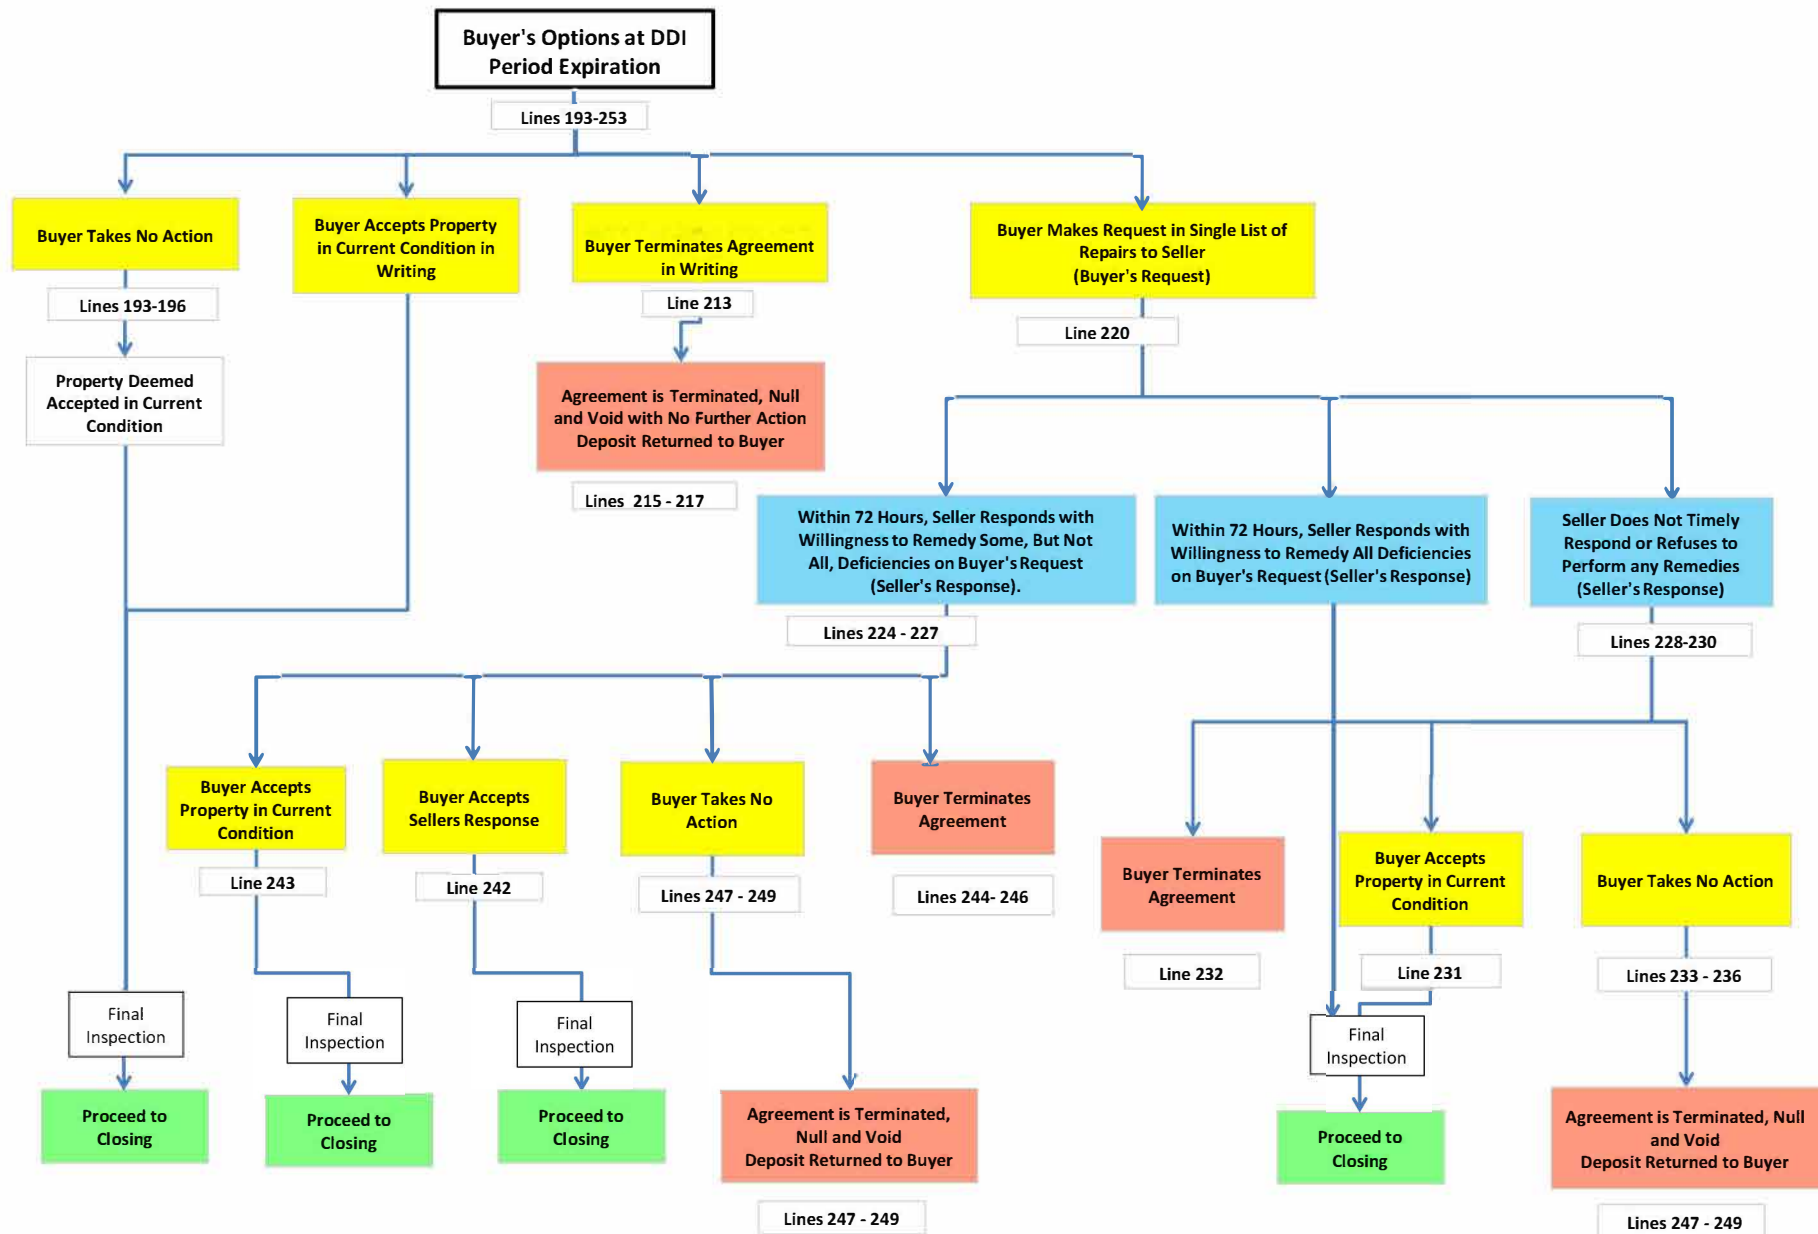 Buyer's Options at DDI
Period Expiration
Lines 193-253
Buyer Takes No Action
Buyer Accepts Property
in Current Condition in
Writing
Buyer Terminates Agreement
in Writing
Buyer Makes Request in Single List of
Repairs to Seller
(Buyer's Request)
Lines 193-196
Line 213
Line 220
Property Deemed
Accepted in Current
Condition
Agreement is Terminated, Null
and Void with No Further Action
Deposit Returned to Buyer
Lines 215 - 217
Within 72 Hours, Seller Responds with
Willingness to Remedy Some, But Not
All, Deficiencies on Buyer's Request
(Seller's Response).
Within 72 Hours, Seller Responds with
Willingness to Remedy All Deficiencies
on Buyer's Request (Seller's Response)
Seller Does Not Timely
Respond or Refuses to
Perform any Remedies
(Seller's Response)
Lines 224 - 227
Lines 228-230
Buyer Accepts
Property in Current
Condition
Buyer Accepts
Sellers Response
Buyer Takes No
Action
Buyer Terminates
Agreement
Line 243
Line 242
Lines 247 - 249
Lines 244- 246
Buyer Terminates
Agreement
Buyer Accepts
Property in Current
Condition
Buyer Takes No Action
Line 232
Line 231
Lines 233 - 236
Final
Inspection
Final
Inspection
Final
Inspection
Final
Inspection
Proceed to
Closing
Proceed to
Closing
Proceed to
Closing
Agreement is Terminated,
Null and Void
Deposit Returned to Buyer
Proceed to
Closing
Agreement is Terminated, Null
and Void
Deposit Returned to Buyer
Lines 247 - 249
Lines 247 - 249